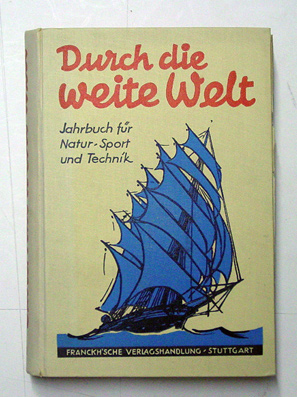 Durch die
weite Welt
Jahrbuch für
Natur-Sport
und Technik
FRANCKH'SCHE VERLAGSHANDLUNG-STUTTGART